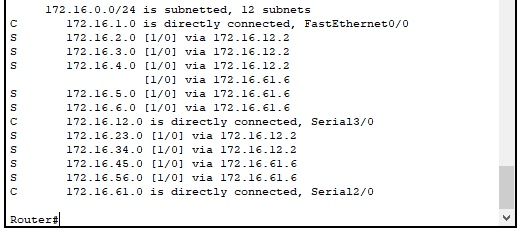 172.16.0.0/24 is subnetted, 12 subnets
C 172.16.1.0 is directly connected, FastEthernet0/0
S 172.16.2.0 [1/0] via 172.16.12.2
S 172.16.3.0 [1/0] via 172.16.12.2
S 172.16.4.0 [1/0] via 172.16.12.2
[1/0] via 172.16.61.6
S 172.16.5.0 [1/0] via 172.16.61.6
S 172.16.6.0 [1/0] via 172.16.61.6
C 172.16.12.0 is directly connected, Serial3/0
S 172.16.23.0 [1/0] via 172.16.12.2
S 172.16.34.0 [1/0] via 172.16.12.2
S 172.16.45.0 [1/0] via 172.16.61.6
S 172.16.56.0 [1/0] via 172.16.61.6
C 172.16.61.0 is directly connected, Serial2/0
Router#